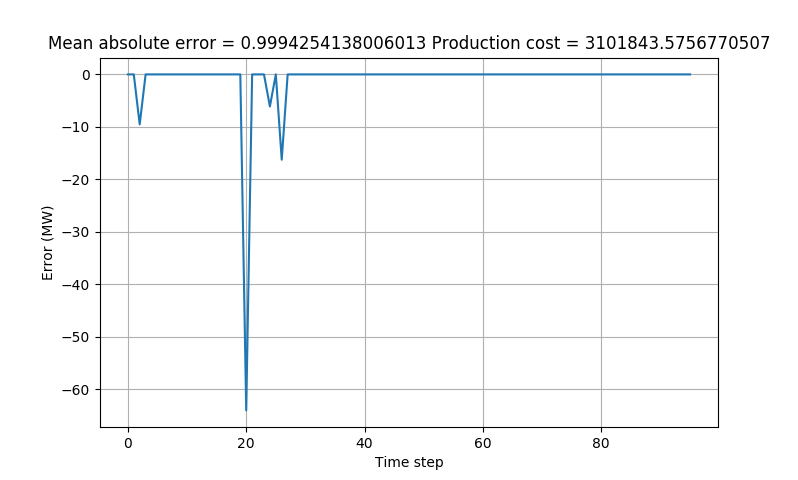 Mean absolute error = 0.9994254138006013 Production cost = 3101843.5756770507
0
−10
−20
−30
−40
−50
−60
Error (MW)
0 20 40 60 80
Time step